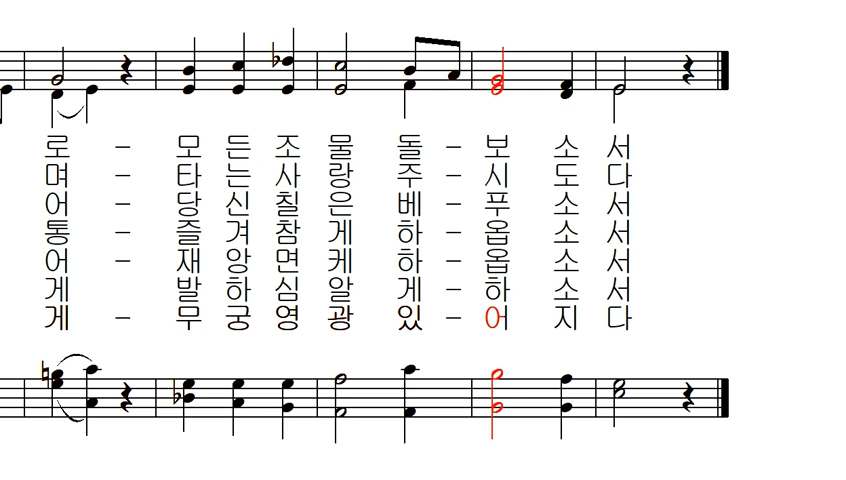 로 – 모 든 조 물 돌 – 보 소 서
며 – 타 는 사 랑 주 – 시 도 다
어 – 당 신 칠 은 베 – 푸 소 서
통 – 즐 겨 참 게 하 – 옵 소 서
어 – 재 앙 면 케 하 – 옵 소 서
게 발 하 심 알 게 – 하 소 서
게 – 무 궁 영 광 있 – 어 지 다